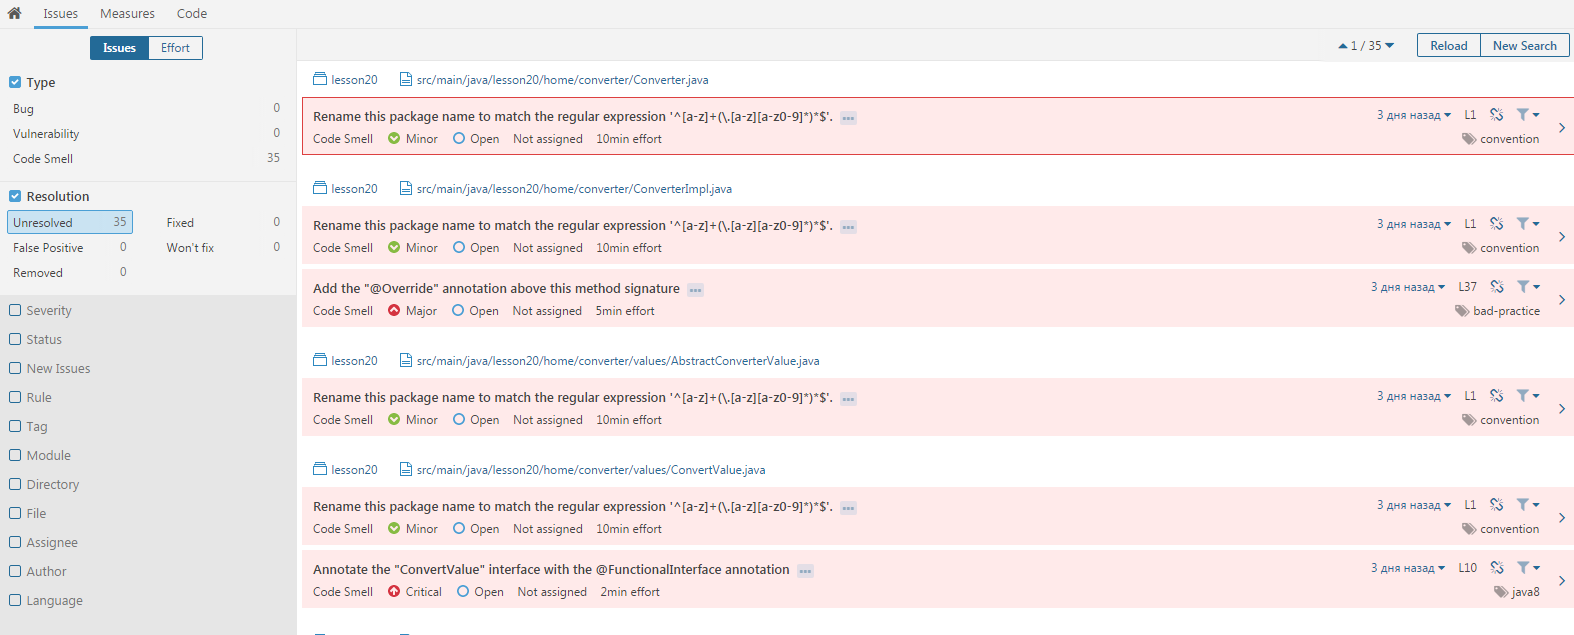 Issues Measures Code
Issues Effort
1 / 35 Reload New Search
Type
Bug 0
Vulnerability 0
Code Smell 35
Resolution
Unresolved 35 Fixed 0
False Positive 0 Won't fix 0
Removed 0
Severity
Status
New Issues
Rule
Tag
Module
Directory
File
Assignee
Author
Language
lesson20 src/main/java/lesson20/home/converter/Converter.java
Rename this package name to match the regular expression '^[a-z]+(\.[a-z][a-z0-9]*)*$'. 3 дня назад L1
Code Smell Minor Open Not assigned 10min effort convention
lesson20 src/main/java/lesson20/home/converter/ConverterImpl.java
Rename this package name to match the regular expression '^[a-z]+(\.[a-z][a-z0-9]*)*$'. 3 дня назад L1
Code Smell Minor Open Not assigned 10min effort convention
Add the "@Override" annotation above this method signature 3 дня назад L37
Code Smell Major Open Not assigned 5min effort bad-practice
lesson20 src/main/java/lesson20/home/converter/values/AbstractConverterValue.java
Rename this package name to match the regular expression '^[a-z]+(\.[a-z][a-z0-9]*)*$'. 3 дня назад L1
Code Smell Minor Open Not assigned 10min effort convention
lesson20 src/main/java/lesson20/home/converter/values/ConvertValue.java
Rename this package name to match the regular expression '^[a-z]+(\.[a-z][a-z0-9]*)*$'. 3 дня назад L1
Code Smell Minor Open Not assigned 10min effort convention
Annotate the "ConvertValue" interface with the @FunctionalInterface annotation 3 дня назад L10
Code Smell Critical Open Not assigned 2min effort java8